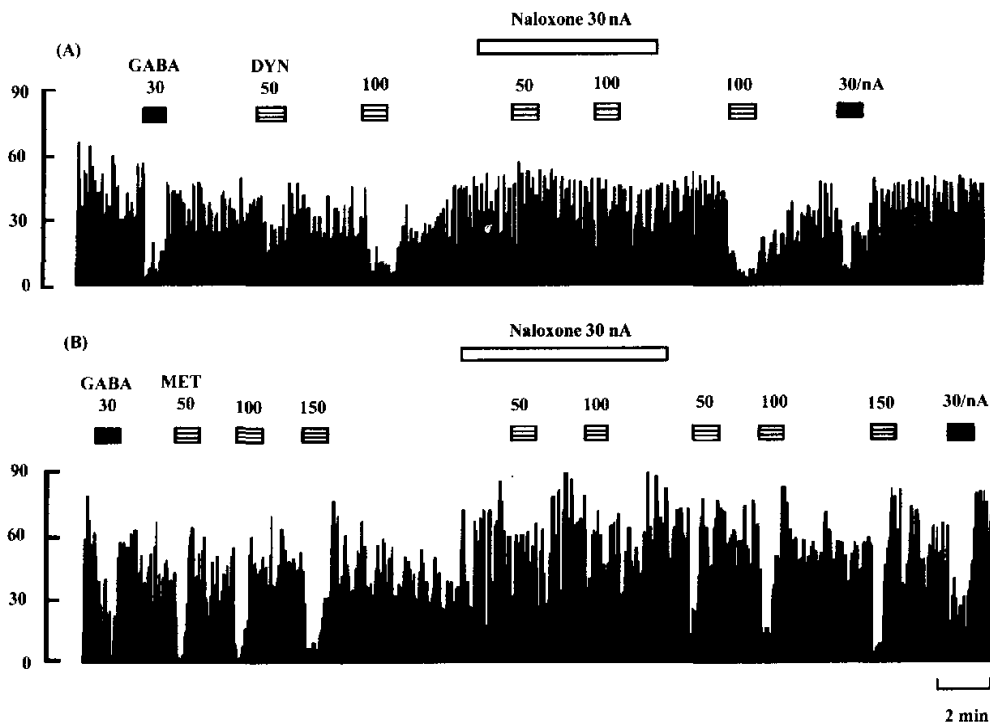 Naloxone 30 nA
(A)
GABA DYN
30 50 100 50 100 100 30/nA
90
60
30
0
Naloxone 30 nA
(B)
GABA MET
30 50 100 150 50 100 50 100 150 30/nA
90
60
30
0
2 min